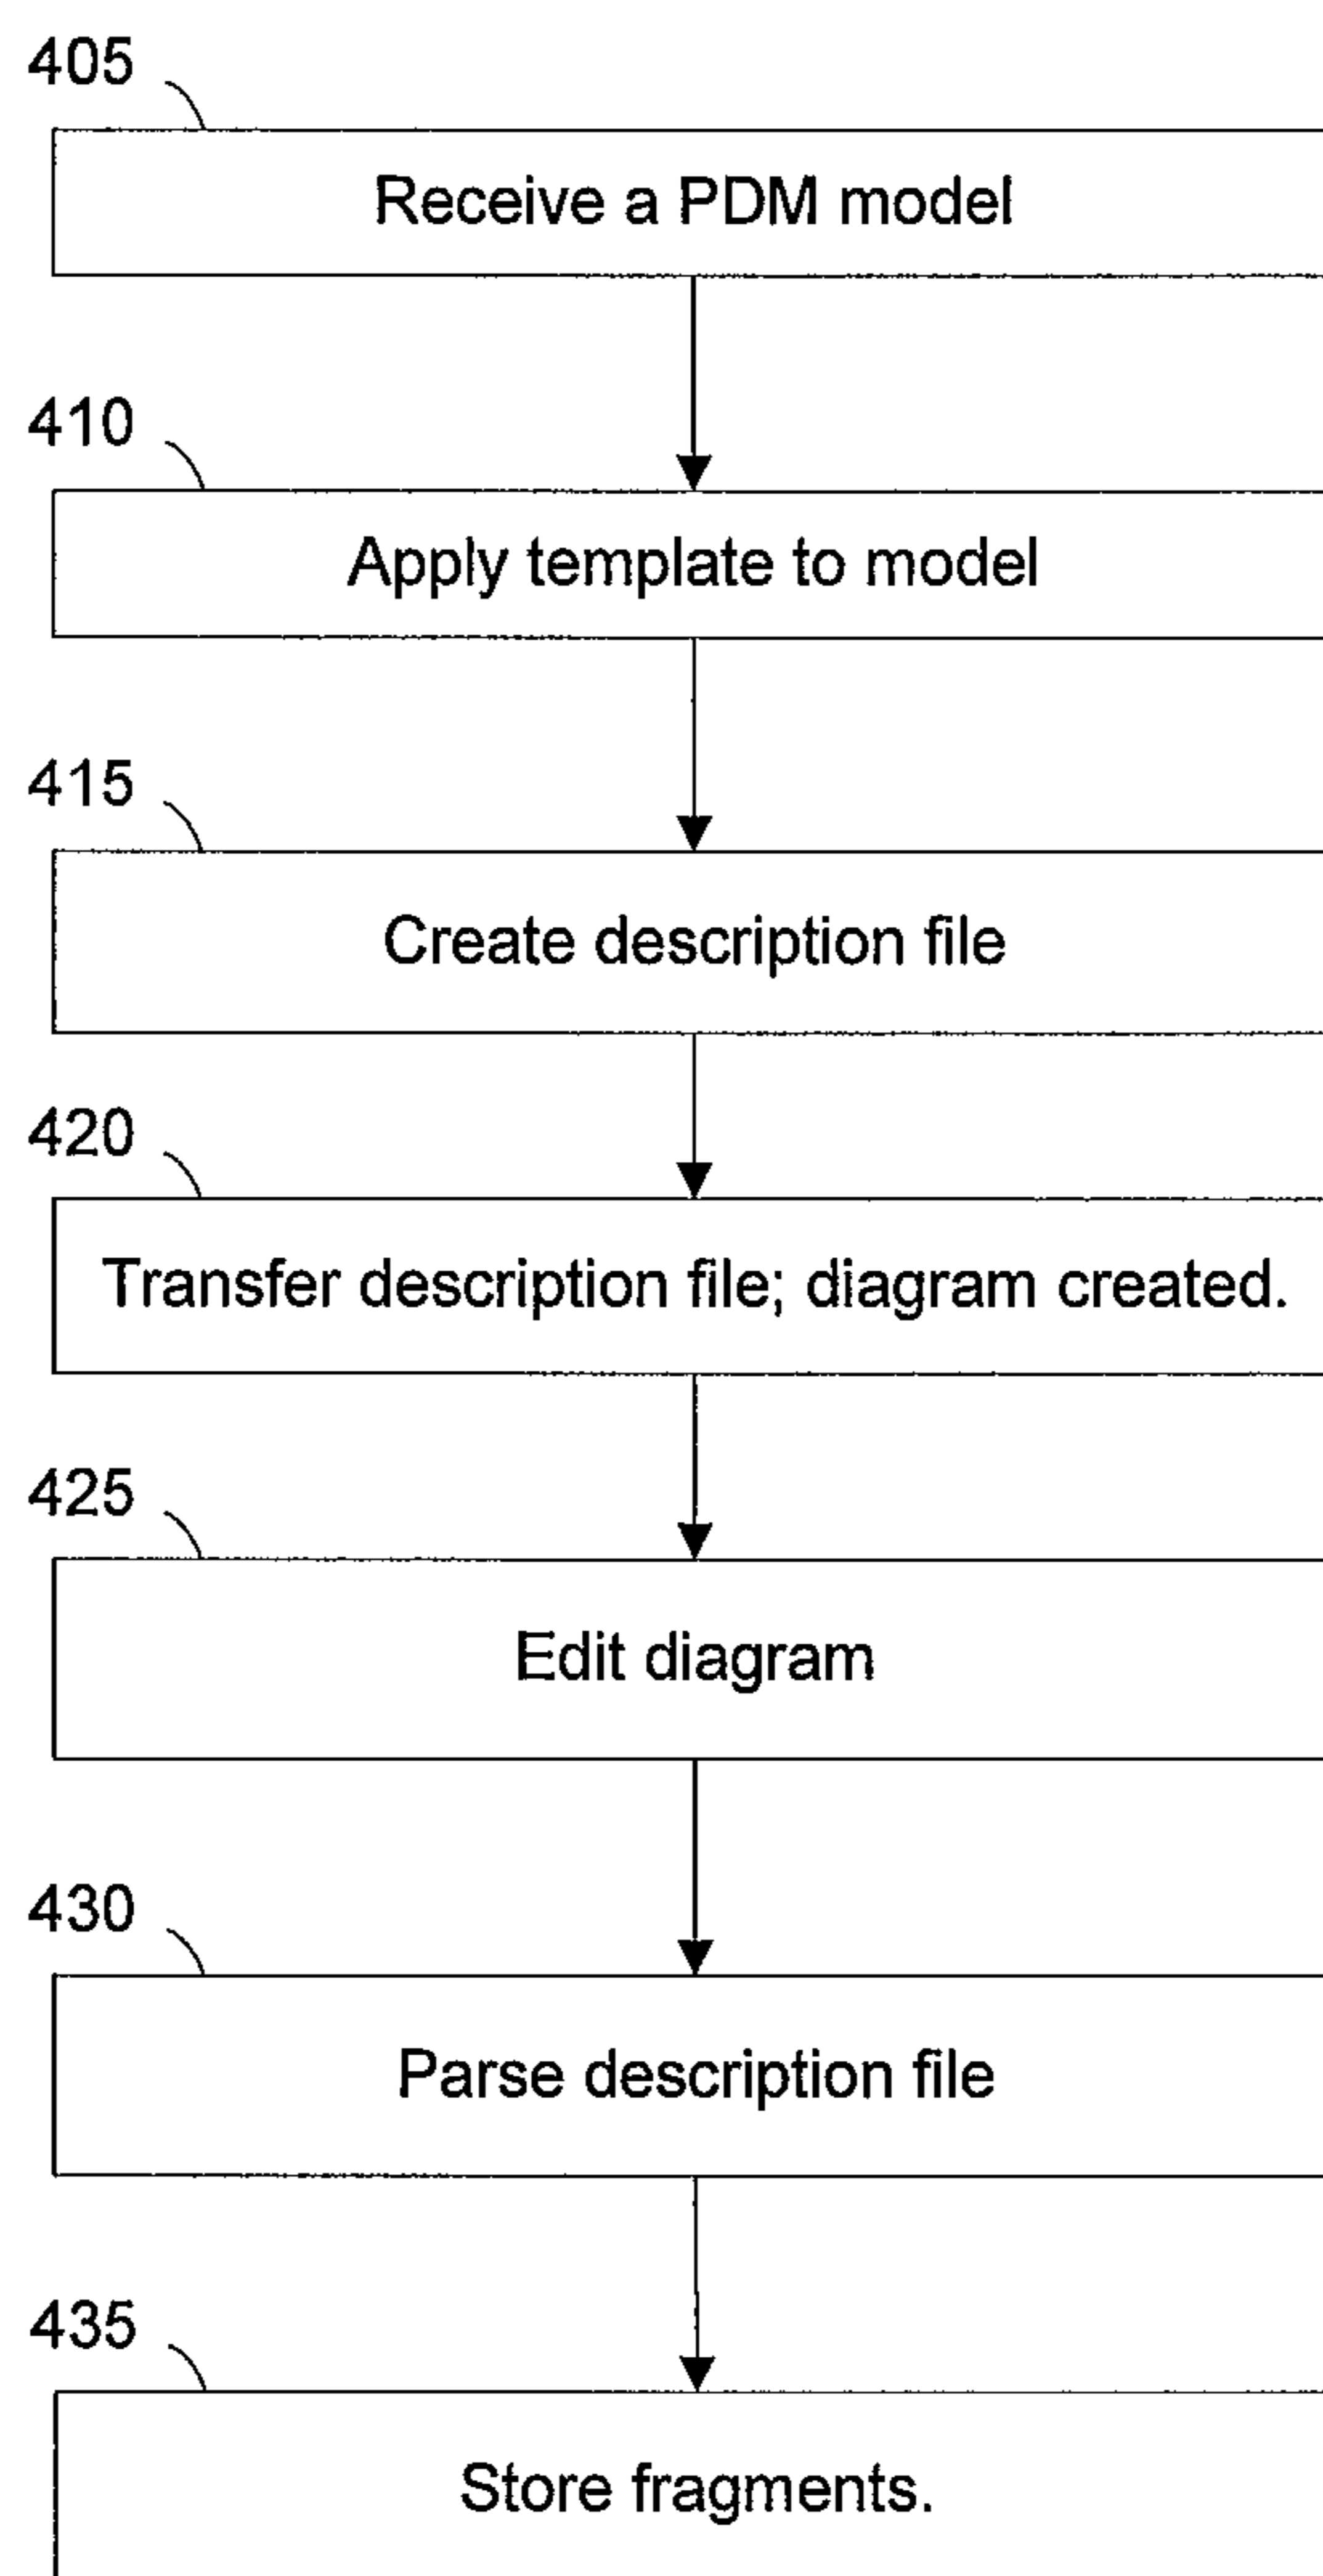 405
Receive a PDM model
410
Apply template to model
415
Create description file
420
Transfer description file; diagram created.
425
Edit diagram
430
Parse description file
435
Store fragments.